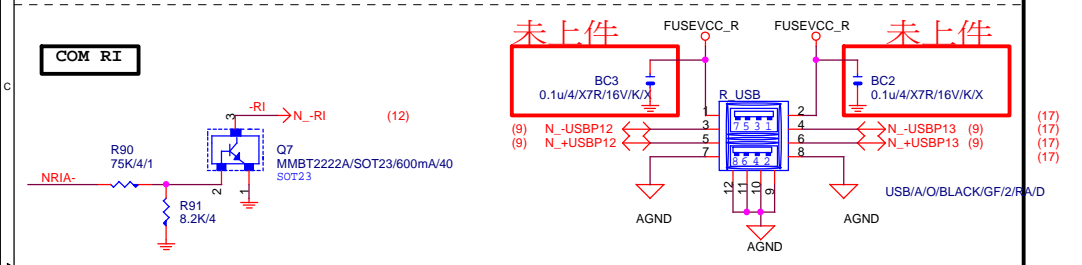 未上件
FUSEVCC_R
FUSEVCC_R
未上件
COM RI
C
BC3
0.1u/4/X7R/16V/K/X
BC2
0.1u/4/X7R/16V/K/X
R_USB
-RI
N_-RI
(12)
3
1
2
7 5 3 1
(9)
N_-USBP12
3
4
N_-USBP13
(9)
(17)
(9)
N_+USBP12
5
6
N_+USBP13
(9)
(17)
(17)
7
8
(17)
8 6 4 2
R90
75K/4/1
Q7
MMBT2222A/SOT23/600mA/40
SOT23
NRIA-
2
1
R91
8.2K/4
12
11
10
9
USB/A/O/BLACK/GF/2/RA/D
AGND
AGND
AGND